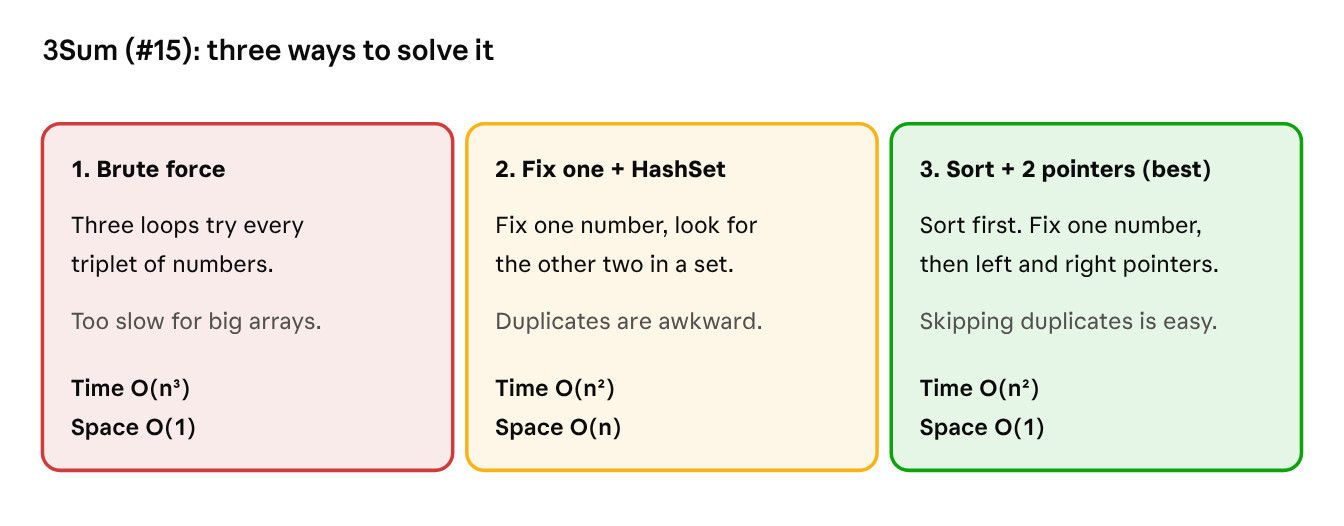 3Sum (#15): three ways to solve it
1. Brute force
Three loops try every
triplet of numbers.
Too slow for big arrays.
Time O(n³)
Space O(1)
2. Fix one + HashSet
Fix one number, look for
the other two in a set.
Duplicates are awkward.
Time O(n²)
Space O(n)
3. Sort + 2 pointers (best)
Sort first. Fix one number,
then left and right pointers.
Skipping duplicates is easy.
Time O(n²)
Space O(1)